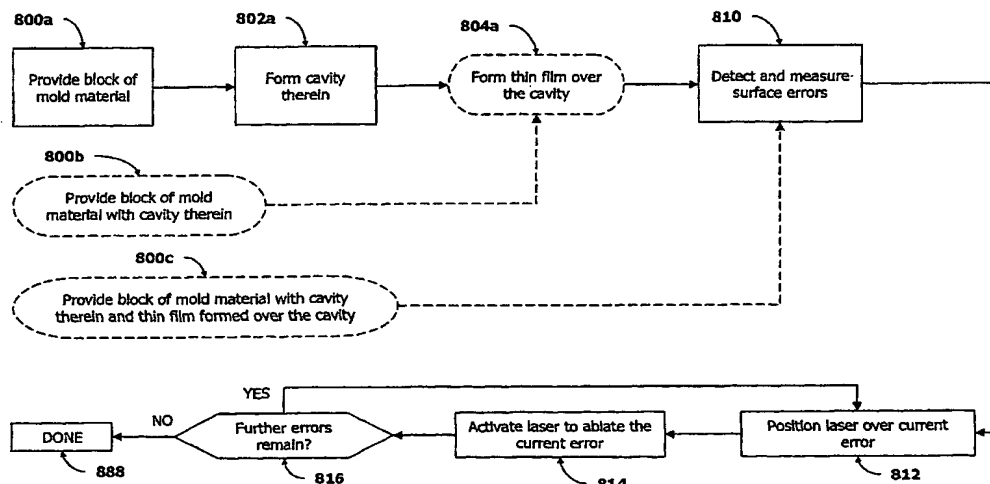 800a
802a
804a
810
Provide block of
mold material
Form cavity
therein
Form thin film over
the cavity
Detect and measure-
surface errors
800b
Provide block of mold
material with cavity therein
800c
Provide block of mold material with cavity
therein and thin film formed over the cavity
YES
NO
DONE
Further errors
remain?
Activate laser to ablate the
current error
Position laser over current
error
888
816
814
812